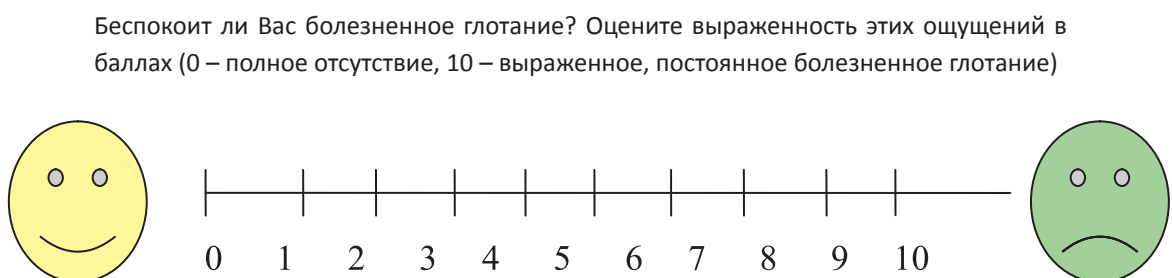 Беспокоит ли Вас болезненное глотание? Оцените выраженность этих ощущений в
баллах (0 – полное отсутствие, 10 – выраженное, постоянное болезненное глотание)
0 1 2 3 4 5 6 7 8 9 10